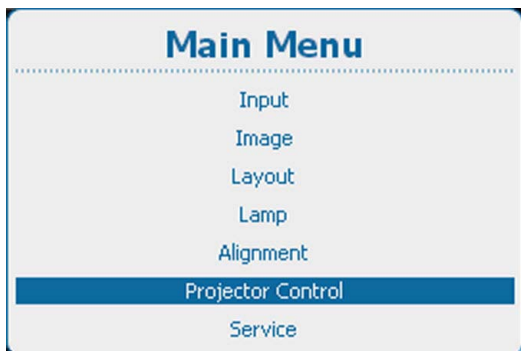 Main Menu
Input
Image
Layout
Lamp
Alignment
Projector Control
Service